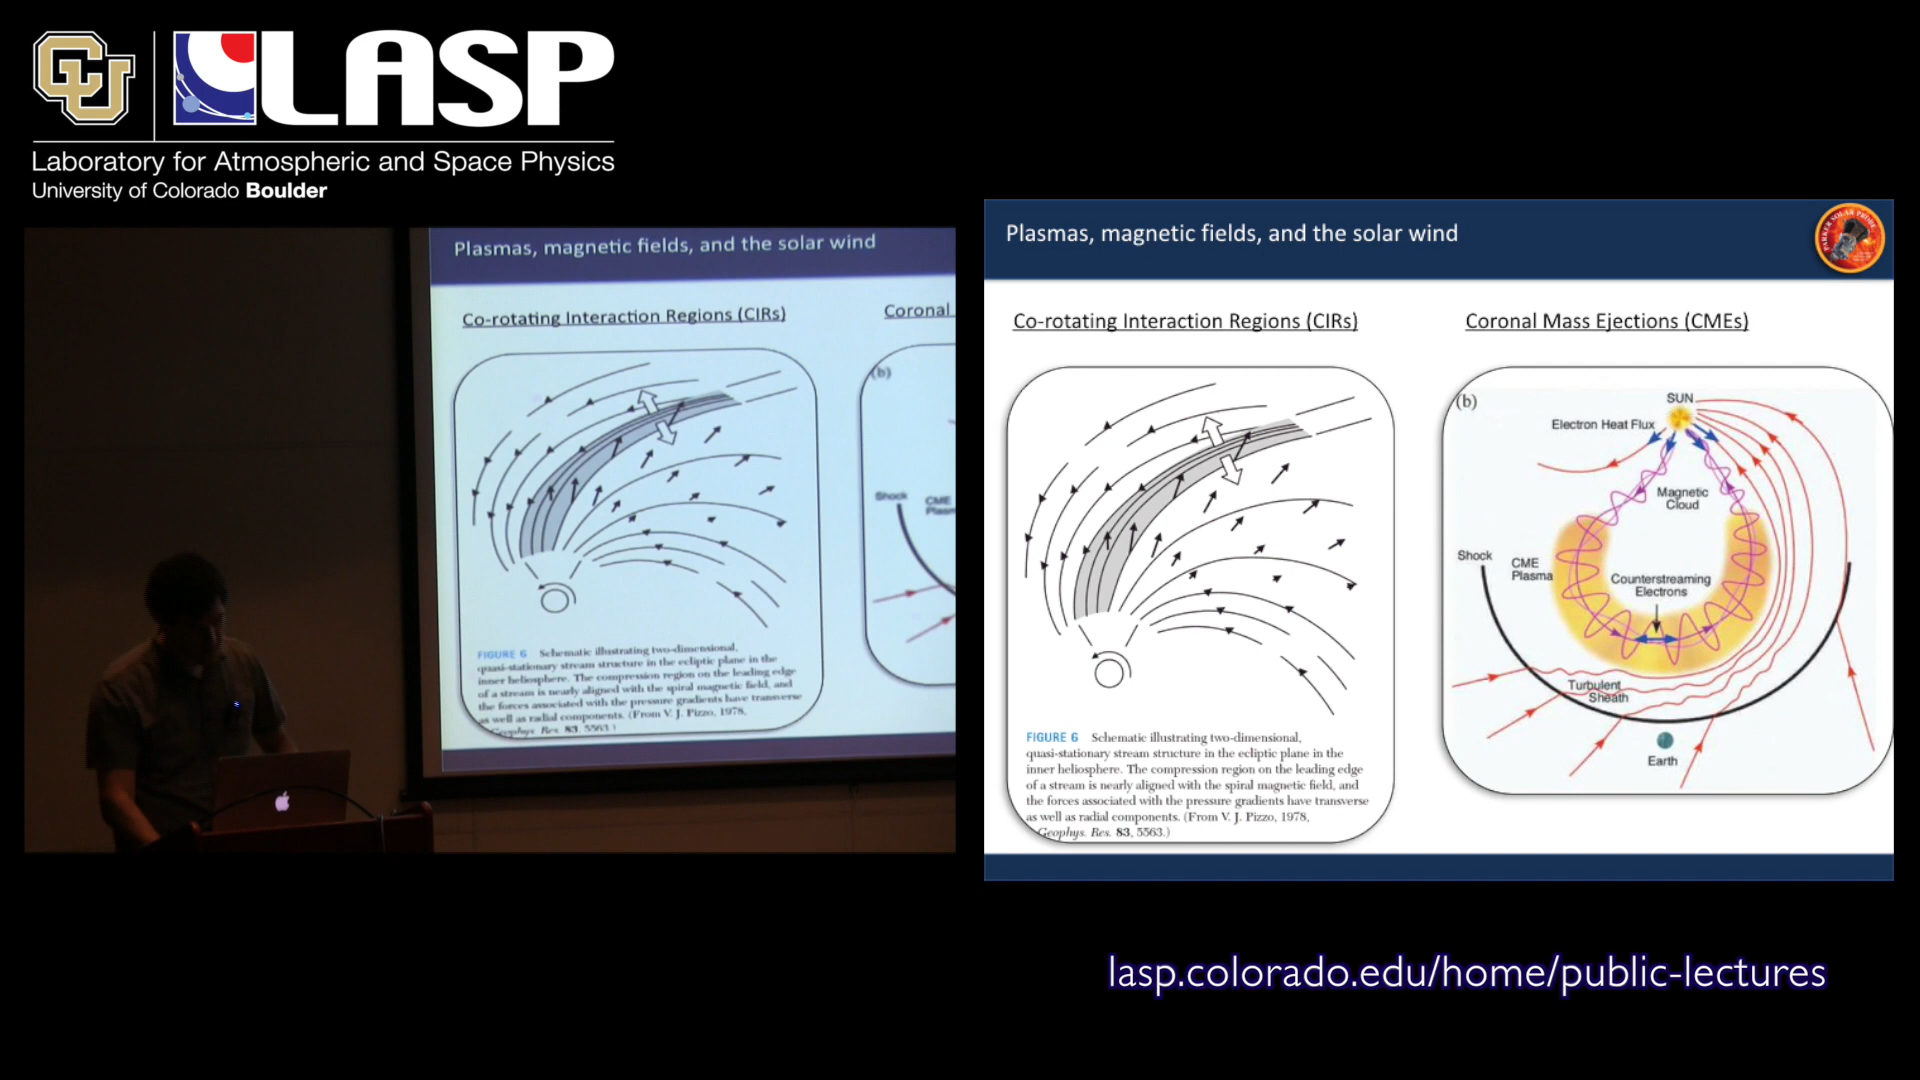 CU
LASP
Laboratory for Atmospheric and Space Physics
University of Colorado Boulder
Plasmas, magnetic fields, and the solar wind
Co-rotating Interaction Regions (CIRs)
Coronal
(b)
Shock
CME
Plasm
FIGURE 6 Schematic illustrating two-dimensional,
quasi-stationary stream structure in the ecliptic plane in the
inner heliosphere. The compression region on the leading edge
of a stream is nearly aligned with the spiral magnetic field, and
the forces associated with the pressure gradients have transverse
as well as radial components. (From V. J. Pizzo, 1978,
Geophys. Res. 83, 5563.)
Plasmas, magnetic fields, and the solar wind
PARKER SOLAR PROBE
Co-rotating Interaction Regions (CIRs)
Coronal Mass Ejections (CMEs)
FIGURE 6 Schematic illustrating two-dimensional,
quasi-stationary stream structure in the ecliptic plane in the
inner heliosphere. The compression region on the leading edge
of a stream is nearly aligned with the spiral magnetic field, and
the forces associated with the pressure gradients have transverse
as well as radial components. (From V. J. Pizzo, 1978,
Geophys. Res. 83, 5563.)
(b)
SUN
Electron Heat Flux
Magnetic
Cloud
Shock
CME
Plasma
Counterstreaming
Electrons
Turbulent
Sheath
Earth
lasp.colorado.edu/home/public-lectures